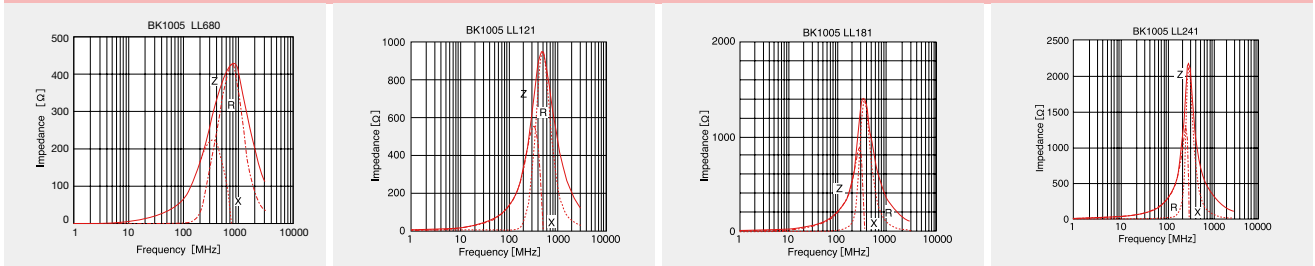 BK1005 LL680
500
400
300
200
100
0
Impedance [Ω]
Z
R
X
1 10 100 1000 10000
Frequency [MHz]
BK1005 LL121
1000
800
600
400
200
0
Impedance [Ω]
Z
R
X
1 10 100 1000 10000
Frequency [MHz]
BK1005 LL181
2000
1000
0
Impedance [Ω]
Z
R
X
1 10 100 1000 10000
Frequency [MHz]
BK1005 LL241
2500
2000
1500
1000
500
0
Impedance [Ω]
Z
R
X
1 10 100 1000 10000
Frequency [MHz]